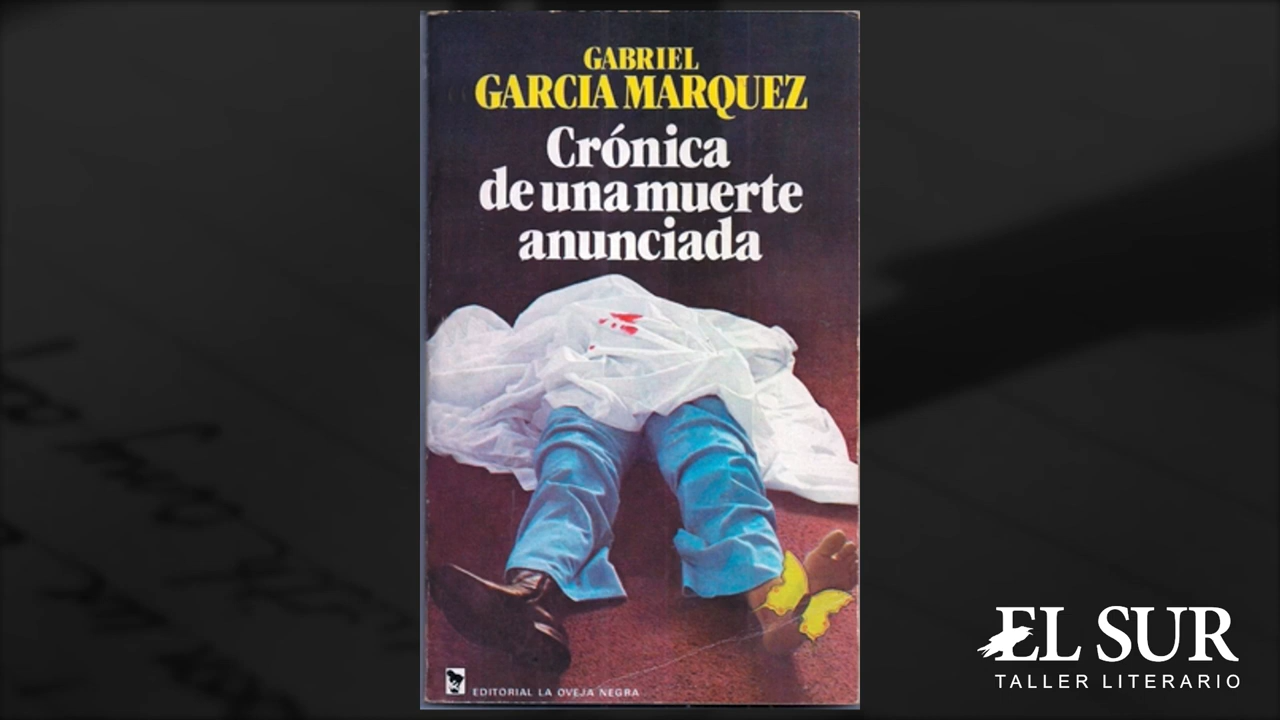 GABRIEL
GARCIA MARQUEZ
Crónica
de una muerte
anunciada
EDITORIAL LA OVEJA NEGRA
EL SUR
TALLER LITERARIO